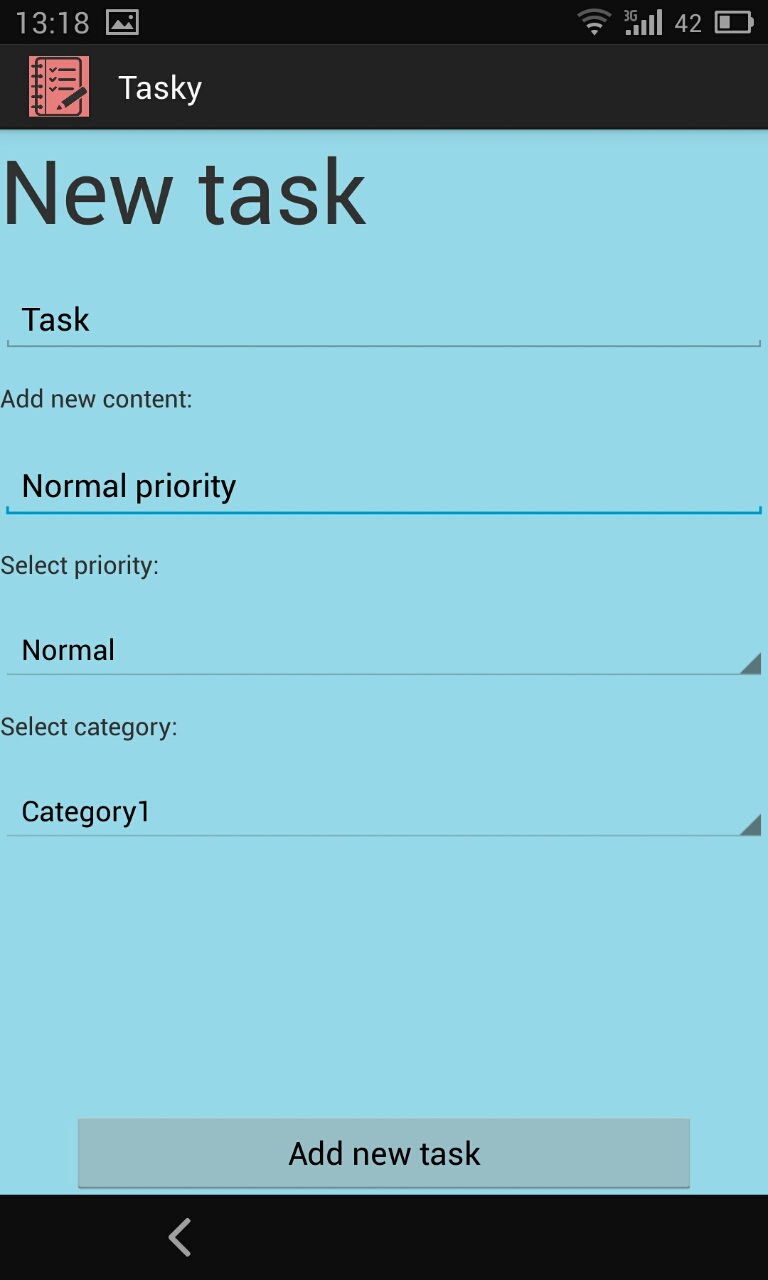 13:18 3G 42
Tasky
New task
Task
Add new content:
Normal priority
Select priority:
Normal
Select category:
Category1
Add new task